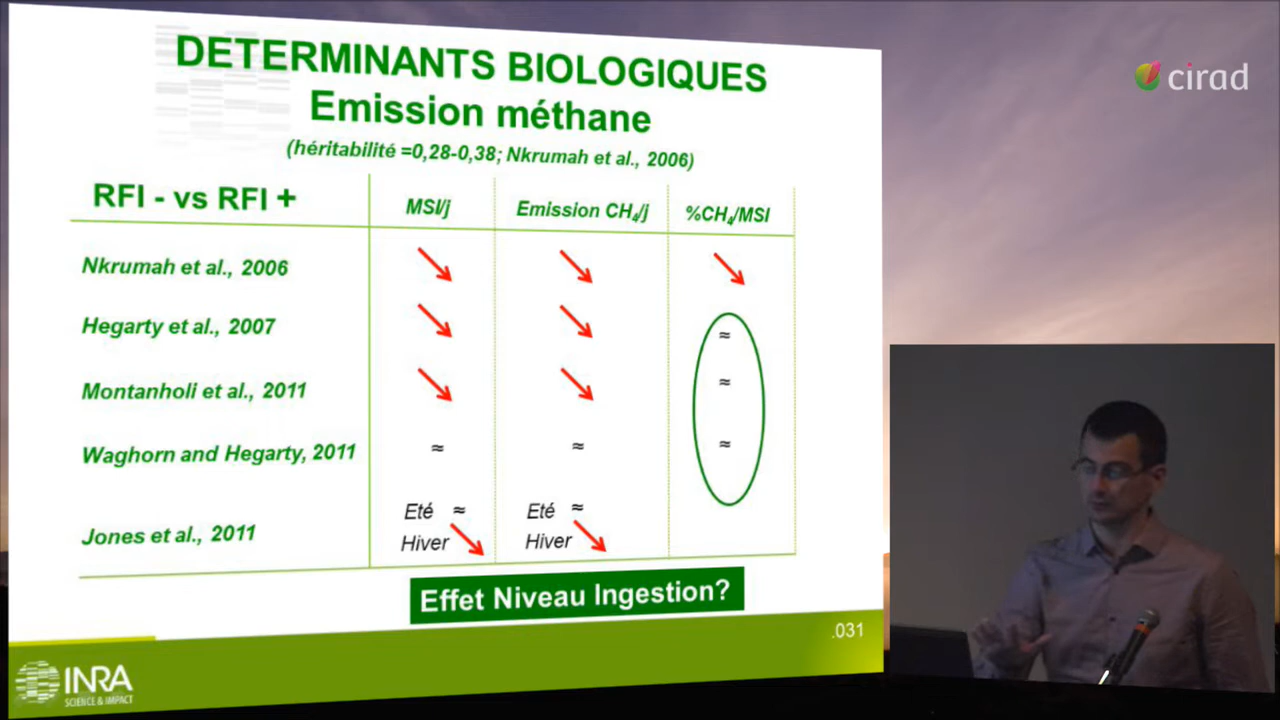 DETERMINANTS BIOLOGIQUES
Emission méthane
(héritabilité =0,28-0,38; Nkrumah et al., 2006)
RFI - vs RFI + MSI/j Emission CH₄/j %CH₄/MSI
Nkrumah et al., 2006
Hegarty et al., 2007 ≈
Montanholi et al., 2011 ≈
Waghorn and Hegarty, 2011 ≈ ≈ ≈
Eté ≈ Eté ≈
Jones et al., 2011
Hiver Hiver
Effet Niveau Ingestion?
.031
INRA
SCIENCE & IMPACT
cirad